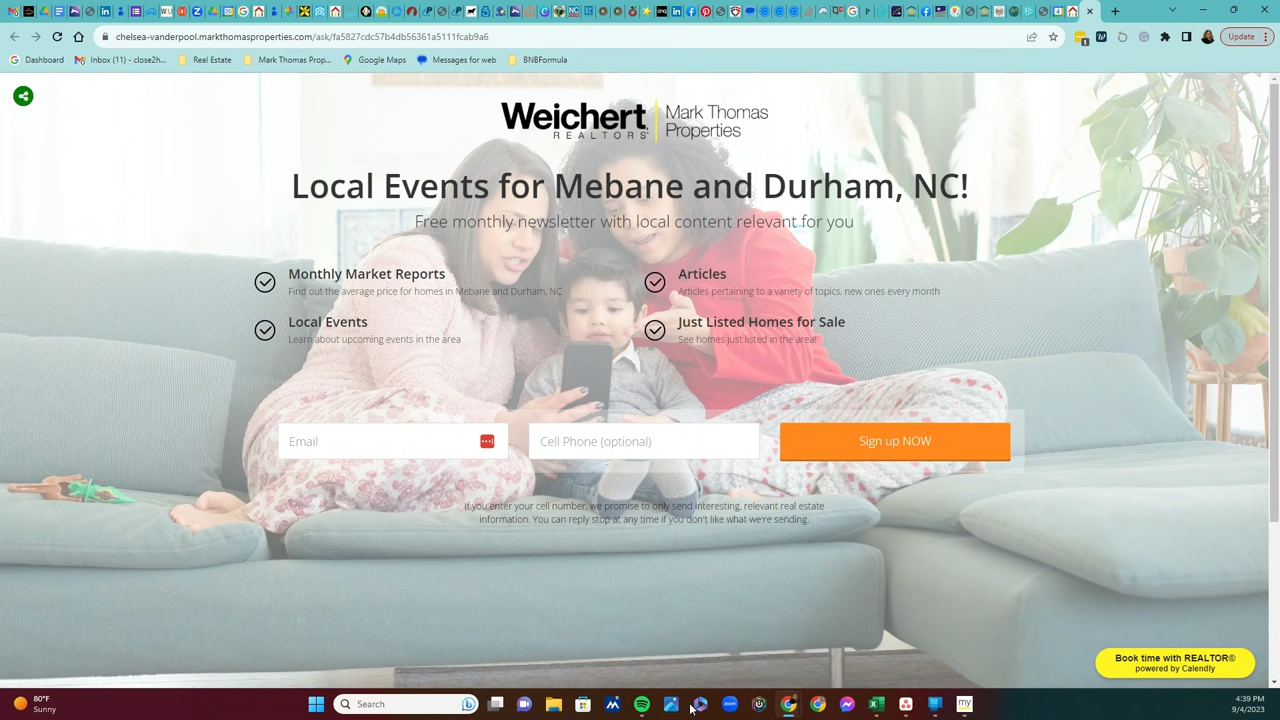 chelsea-vanderpool.markthomasproperties.com/ask/fa5827cdc57b4db56361a5111fcab9a6
Update
Dashboard
Inbox (11) - close2h...
Real Estate
Mark Thomas Prop...
Google Maps
Messages for web
BNBFormula
Weichert
REALTORS®
Mark Thomas
Properties
Local Events for Mebane and Durham, NC!
Free monthly newsletter with local content relevant for you
Monthly Market Reports
Find out the average price for homes in Mebane and Durham, NC
Articles
Articles pertaining to a variety of topics, new ones every month
Local Events
Learn about upcoming events in the area
Just Listed Homes for Sale
See homes just listed in the area!
Email
Cell Phone (optional)
Sign up NOW
If you enter your cell number, we promise to only send interesting, relevant real estate
information. You can reply stop at any time if you don't like what we're sending.
Book time with REALTOR®
powered by Calendly
80°F
Sunny
Search
zoom
my
4:39 PM
9/4/2023